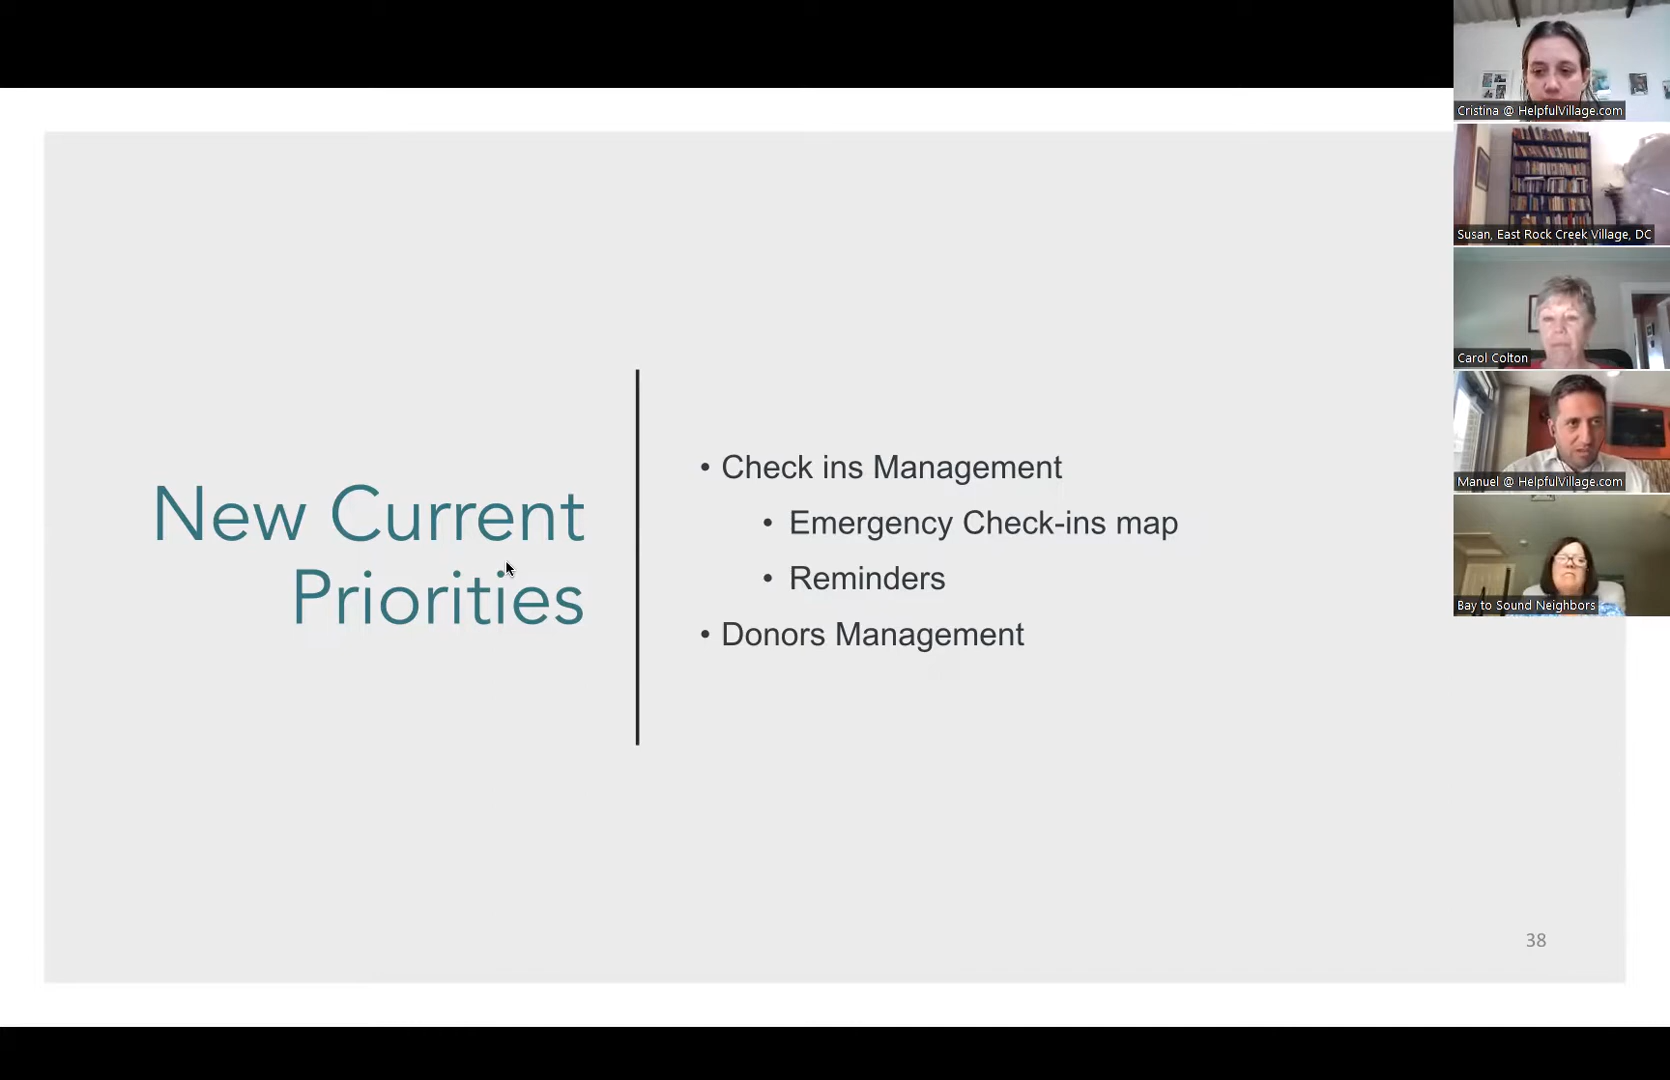 New Current
Priorities
• Check ins Management
• Emergency Check-ins map
• Reminders
• Donors Management
38
Cristina @ HelpfulVillage.com
Susan, East Rock Creek Village, DC
Carol Colton
Manuel @ HelpfulVillage.com
Bay to Sound Neighbors